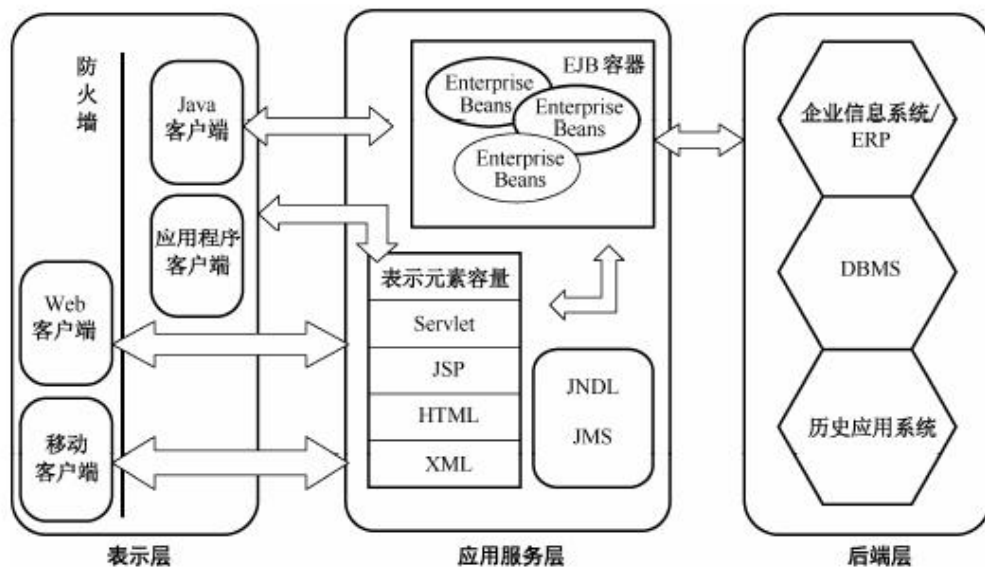 防
火
墙
Java
客户端
应用程序
客户端
Web
客户端
移动
客户端
表示层
EJB 容器
Enterprise
Beans
Enterprise
Beans
Enterprise
Beans
表示元素容量
Servlet
JSP
HTML
XML
JNDL
JMS
应用服务层
企业信息系统/
ERP
DBMS
历史应用系统
后端层